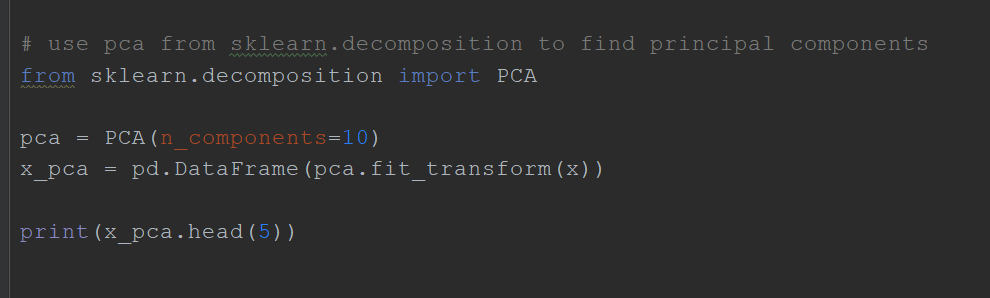 # use pca from sklearn.decomposition to find principal components
from sklearn.decomposition import PCA
pca = PCA(n_components=10)
x_pca = pd.DataFrame(pca.fit_transform(x))
print(x_pca.head(5))